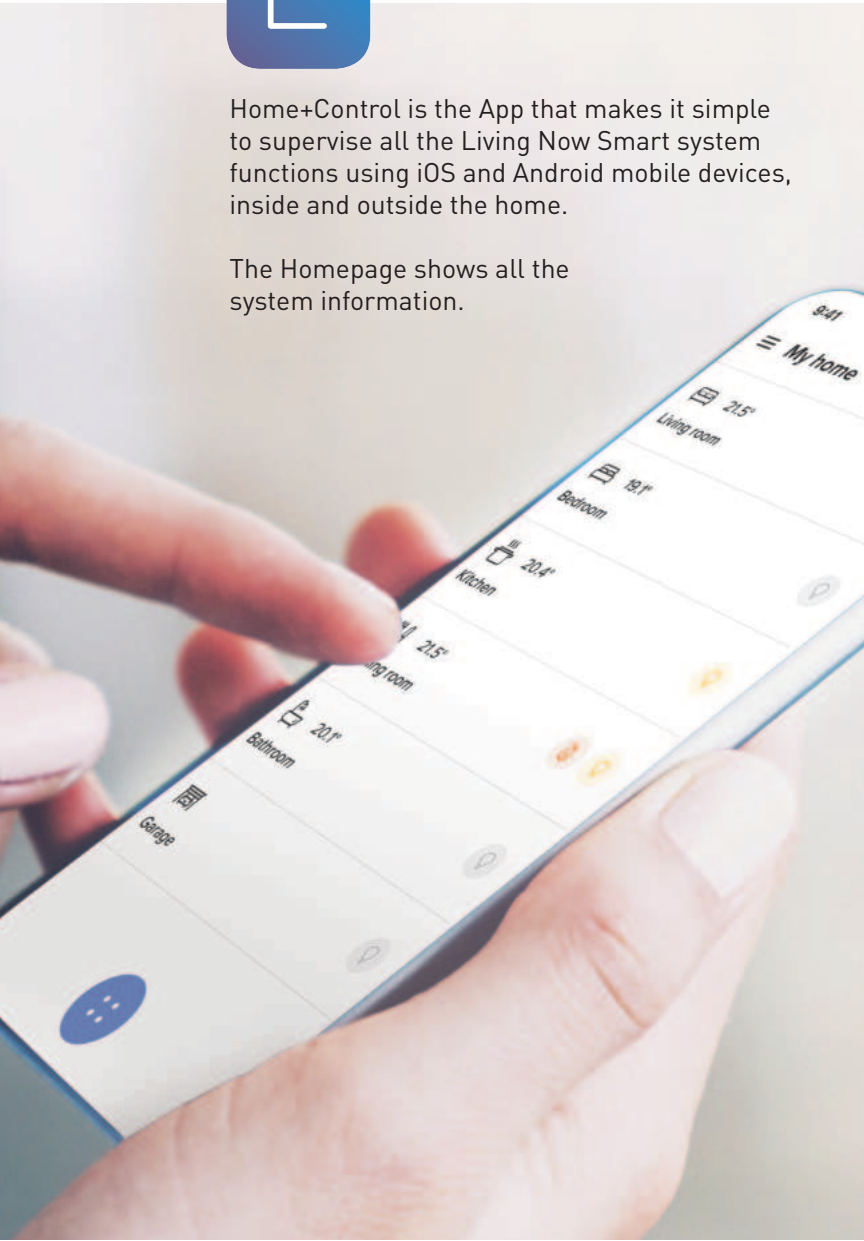 Home+Control is the App that makes it simple
to supervise all the Living Now Smart system
functions using iOS and Android mobile devices,
inside and outside the home.
The Homepage shows all the
system information.
9:41
My home
21.5°
Living room
19.1°
Bedroom
20.4°
Kitchen
21.5°
room
20.1°
Bathroom
Garage